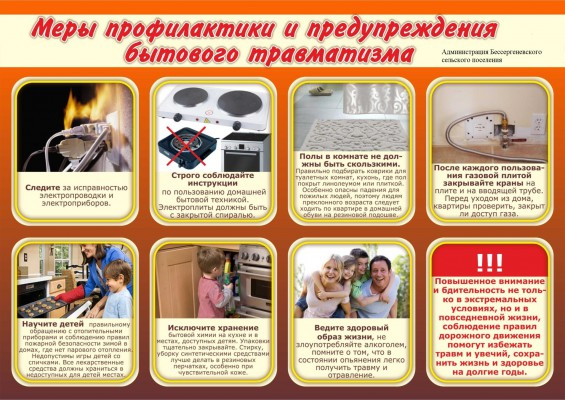 Меры профилактики и предупреждения
бытового травматизма
Администрация Бессергеневского
сельского поселения
Следите за исправностью
электропроводки и
электроприборов.
Строго соблюдайте
инструкции
по пользованию домашней
бытовой техникой.
Электроплиты должны быть
с закрытой спиралью.
Полы в комнате не дол-
жны быть скользкими.
Правильно подбирать коврики для
туалетных комнат, кухонь, где пол
покрыт линолеумом или плиткой.
Особенно опасны падения для
пожилых людей, поэтому людям
преклонного возраста следует
ходить по квартире в домашней
обуви на резиновой подошве.
После каждого пользова-
ния газовой плитой
закрывайте краны на
плите и на вводящей трубе.
Перед уходом из дома,
квартиры проверить, закрыт
ли доступ газа.
Научите детей правильному
обращению с отопительными
приборами и соблюдению правил
пожарной безопасности зимой в
домах, где нет парового отопления.
Недопустимы игры детей со
спичками. Все лекарственные
средства должны храниться в
недоступных для детей местах.
Исключите хранение
бытовой химии на кухне и в
местах, доступных детям. Упаковки
тщательно закрывайте. Стирку,
уборку синтетическими средствами
лучше делать в резиновых
перчатках, особенно при
чувствительной коже.
Ведите здоровый
образ жизни, не
злоупотребляйте алкоголем,
помните о том, что в
состоянии опьянения легко
получить травму и
отравление.
!!!
Повышенное внимание
и бдительность не толь-
ко в экстремальных
условиях, но и в
повседневной жизни,
соблюдение правил
дорожного движения
помогут избежать
травм и увечий, сохра-
нить жизнь и здоровье
на долгие годы.